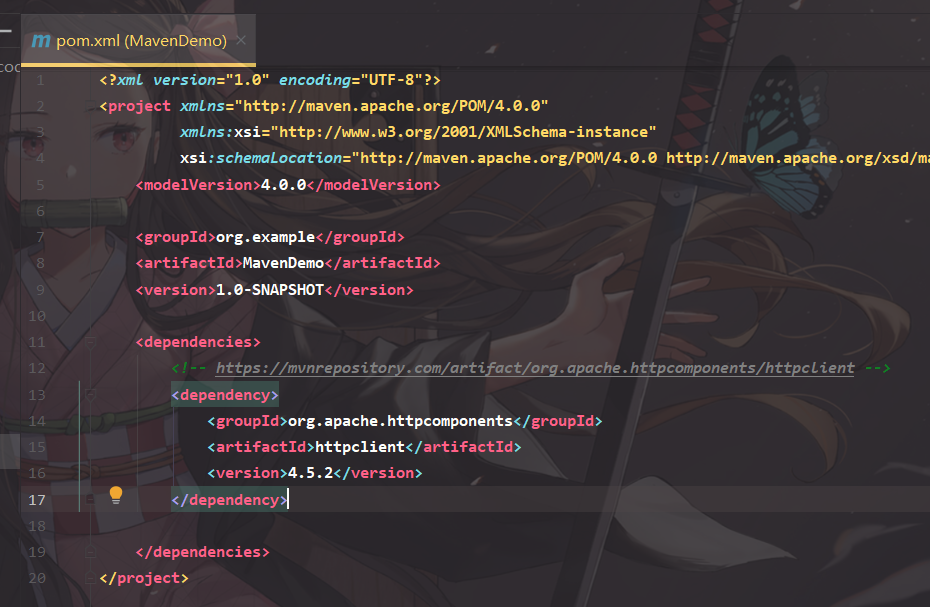 m pom.xml (MavenDemo) ×
1 <?xml version="1.0" encoding="UTF-8"?>
2 <project xmlns="http://maven.apache.org/POM/4.0.0"
3 xmlns:xsi="http://www.w3.org/2001/XMLSchema-instance"
4 xsi:schemaLocation="http://maven.apache.org/POM/4.0.0 http://maven.apache.org/xsd/ma
5 <modelVersion>4.0.0</modelVersion>
6
7 <groupId>org.example</groupId>
8 <artifactId>MavenDemo</artifactId>
9 <version>1.0-SNAPSHOT</version>
10
11 <dependencies>
12 <!-- https://mvnrepository.com/artifact/org.apache.httpcomponents/httpclient -->
13 <dependency>
14 <groupId>org.apache.httpcomponents</groupId>
15 <artifactId>httpclient</artifactId>
16 <version>4.5.2</version>
17 </dependency>
18
19 </dependencies>
20 </project>